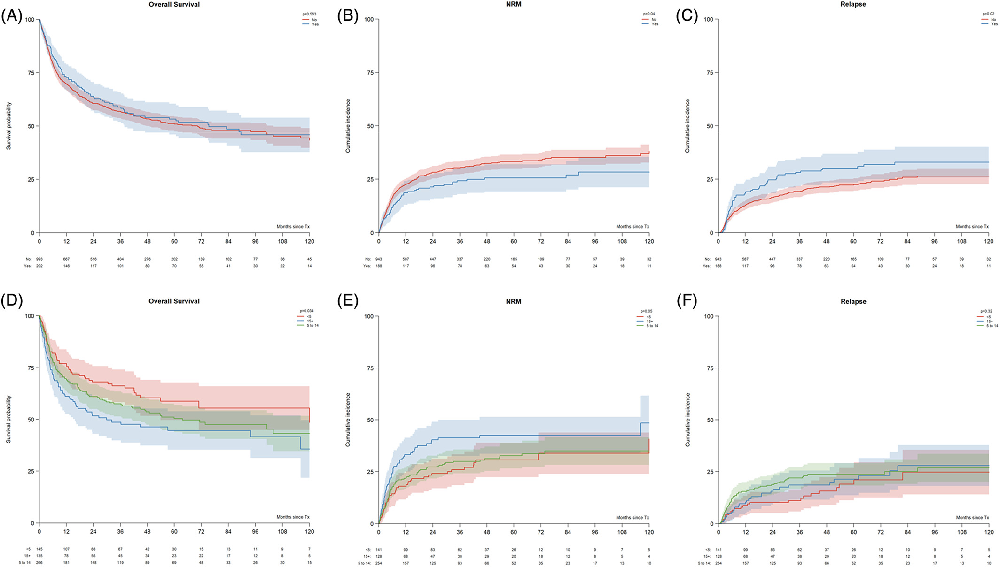 (A)
Overall Survival
p=0.563
No
Yes
100
75
50
25
0
Survival probability
Months since Tx
0 12 24 36 48 60 72 84 96 108 120
No: 993 667 516 404 276 202 139 102 77 56 45
Yes: 202 146 117 101 80 70 55 41 30 22 14
(B)
NRM
p=0.04
No
Yes
100
75
50
25
0
Cumulative incidence
Months since Tx
0 12 24 36 48 60 72 84 96 108 120
No: 943 587 447 337 220 165 109 77 57 39 32
Yes: 188 117 96 78 63 54 43 30 24 18 11
(C)
Relapse
p=0.02
No
Yes
100
75
50
25
0
Cumulative incidence
Months since Tx
0 12 24 36 48 60 72 84 96 108 120
No: 943 587 447 337 220 165 109 77 57 39 32
Yes: 188 117 96 78 63 54 43 30 24 18 11
(D)
Overall Survival
p=0.034
<5
15+
5 to 14
100
75
50
25
0
Survival probability
Months since Tx
0 12 24 36 48 60 72 84 96 108 120
<5: 145 107 88 67 42 30 15 13 11 9 7
15+: 135 78 56 45 34 23 22 17 12 8 5
5 to 14: 266 181 148 119 89 69 48 33 26 20 15
(E)
NRM
p=0.05
<5
15+
5 to 14
100
75
50
25
0
Cumulative incidence
Months since Tx
0 12 24 36 48 60 72 84 96 108 120
<5: 141 99 83 62 37 26 12 10 9 7 5
15+: 128 68 47 38 29 20 18 12 8 5 4
5 to 14: 254 157 125 93 66 52 35 23 17 13 10
(F)
Relapse
p=0.32
<5
15+
5 to 14
100
75
50
25
0
Cumulative incidence
Months since Tx
0 12 24 36 48 60 72 84 96 108 120
<5: 141 99 83 62 37 26 12 10 9 7 5
15+: 128 68 47 38 29 20 18 12 8 5 4
5 to 14: 254 157 125 93 66 52 35 23 17 13 10